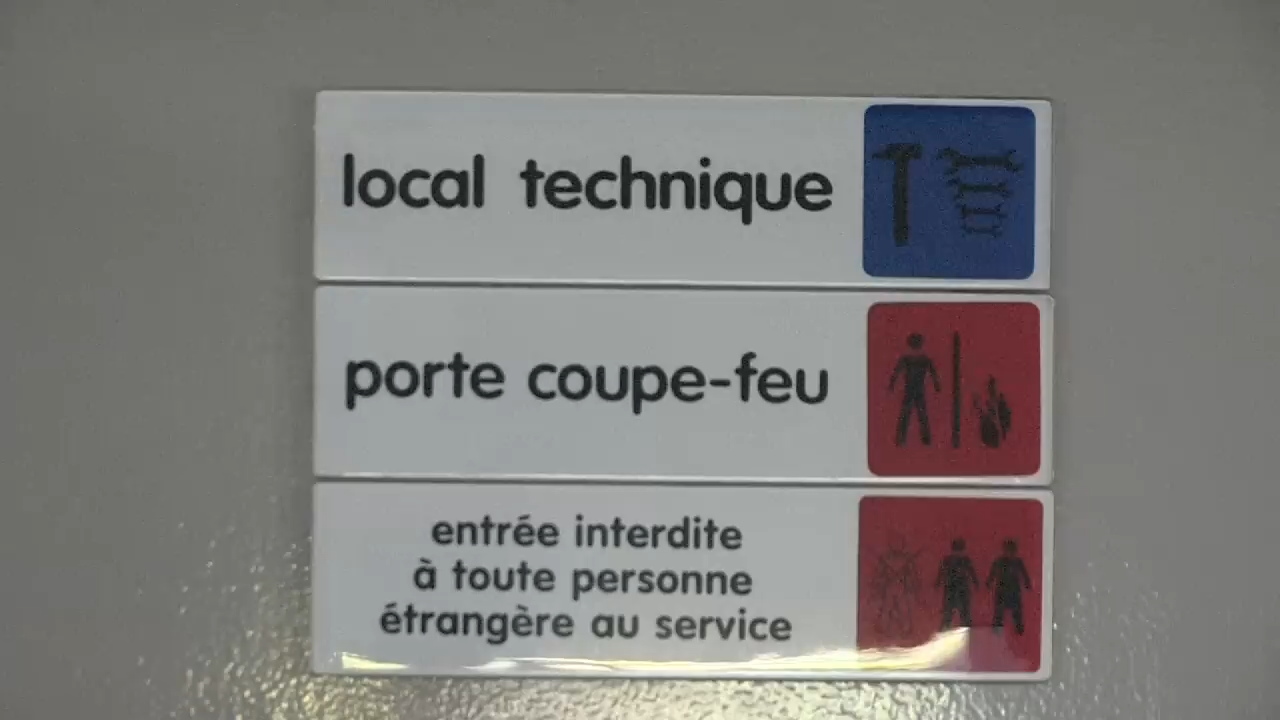 local technique
porte coupe-feu
entrée interdite
à toute personne
étrangère au service